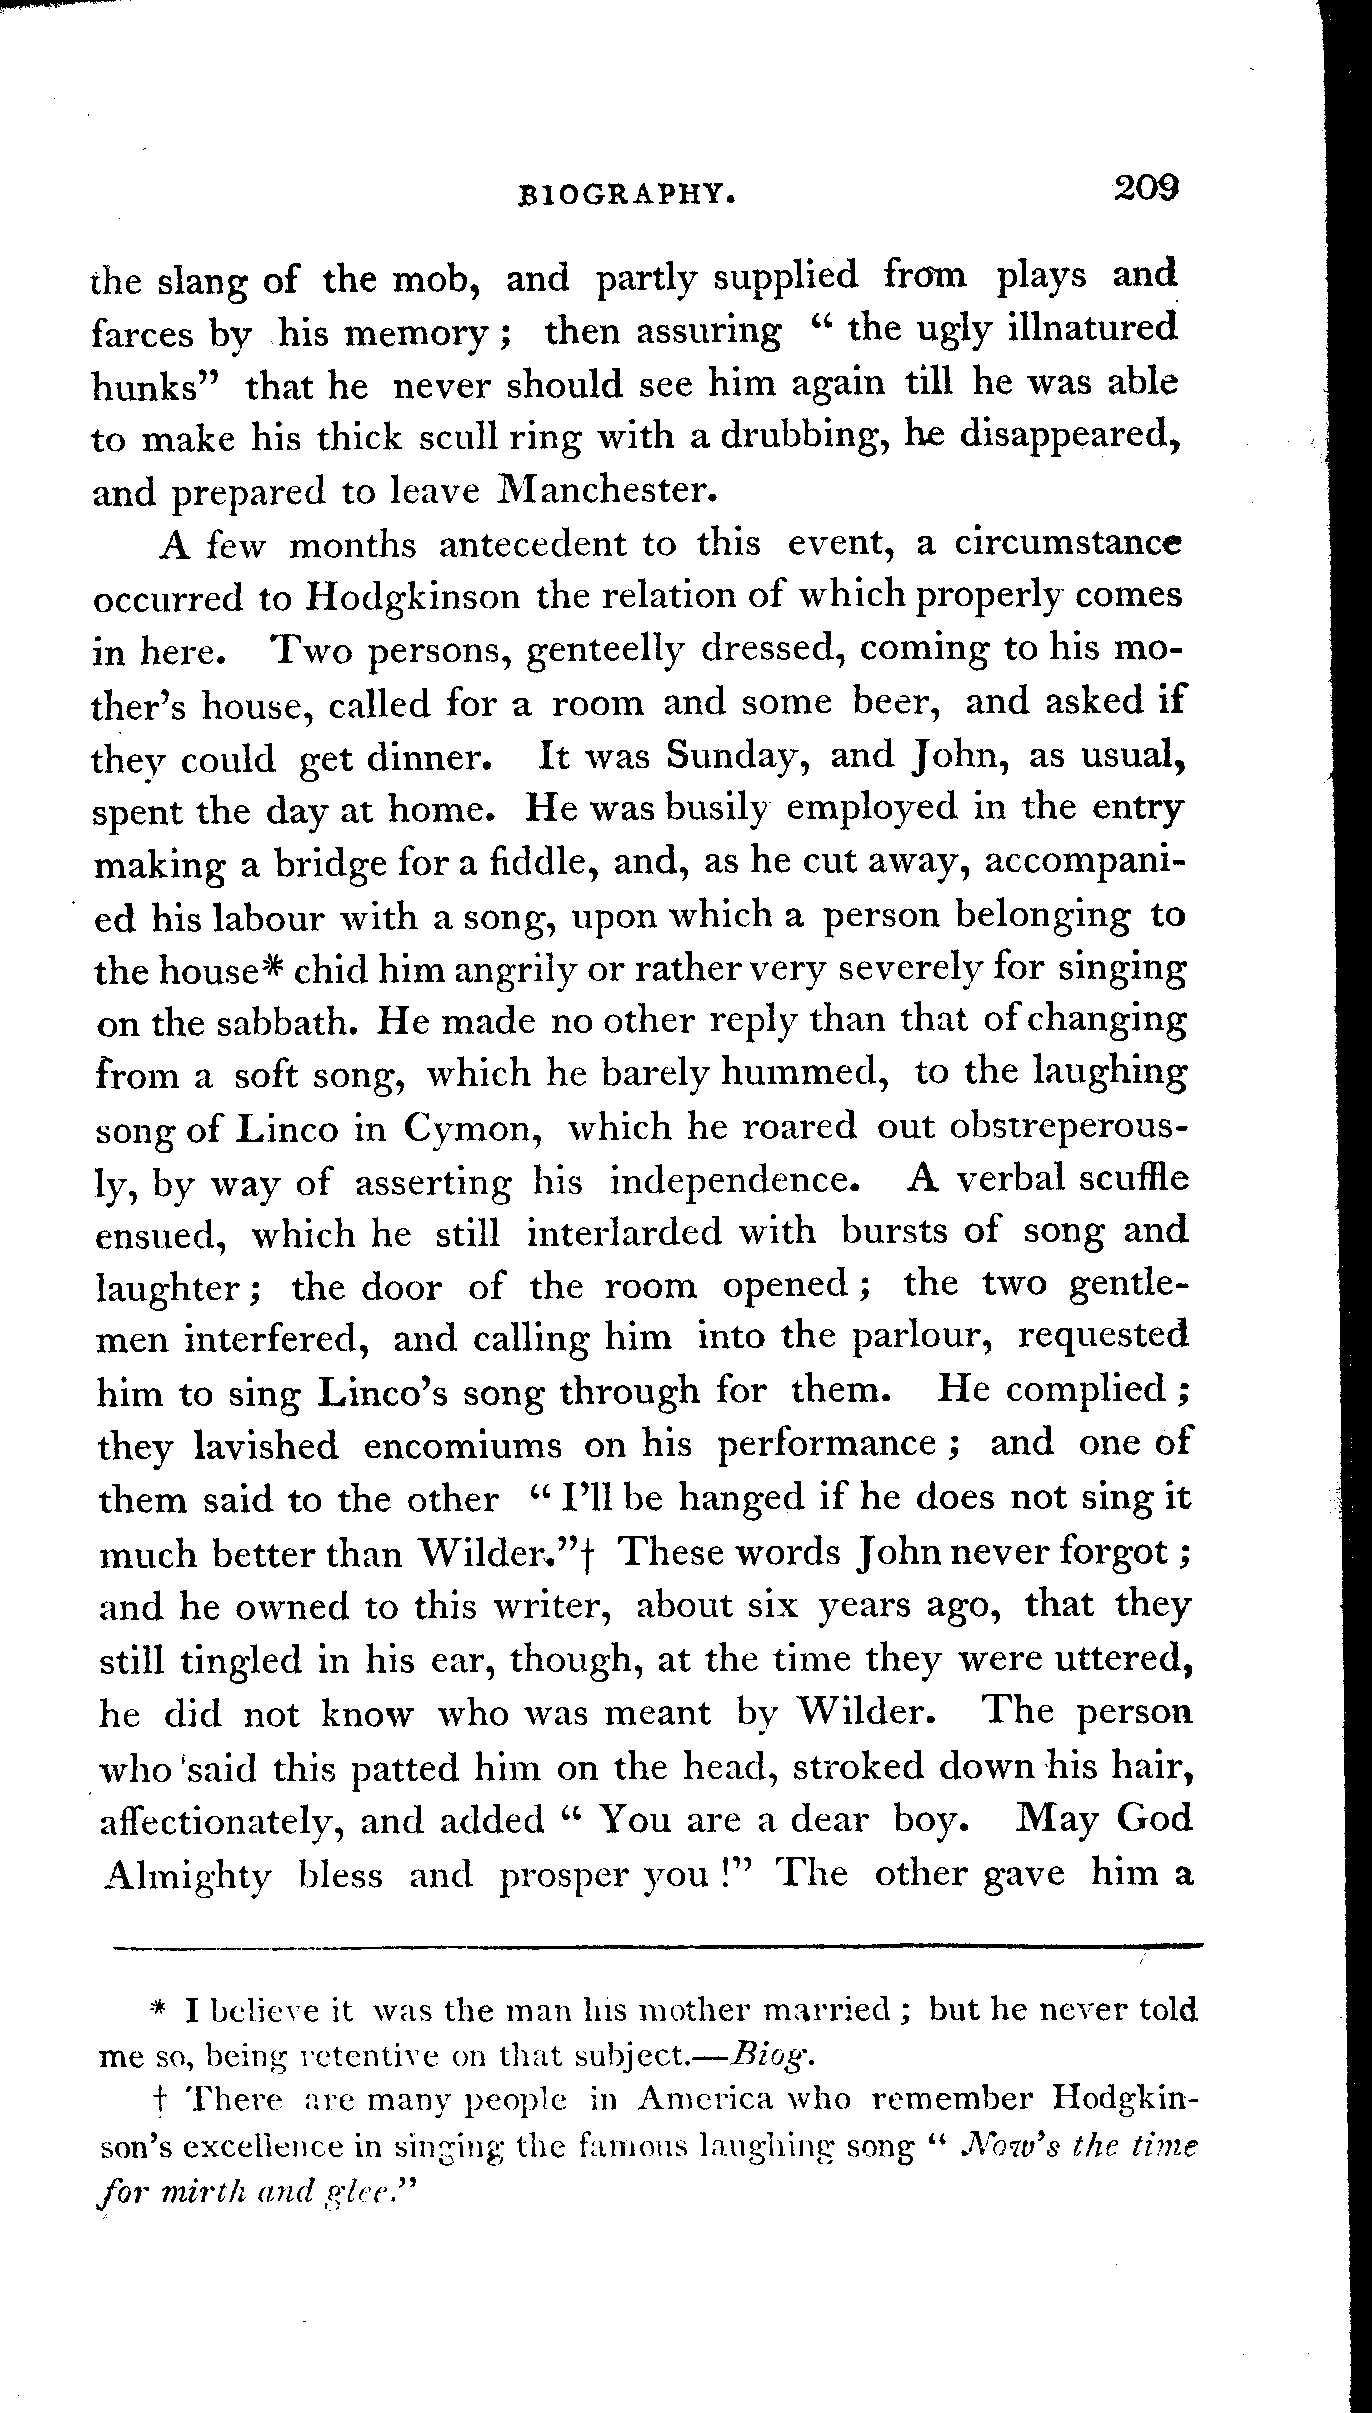 BIOGRAPHY. 209
the slang of the mob, and partly supplied from plays and
farces by his memory ; then assuring “ the ugly illnatured
hunks” that he never should see him again till he was able
to make his thick scull ring with a drubbing, he disappeared,
and prepared to leave Manchester.
A few months antecedent to this event, a circumstance
occurred to Hodgkinson the relation of which properly comes
in here. Two persons, genteelly dressed, coming to his mo-
ther’s house, called for a room and some beer, and asked if
they could get dinner. It was Sunday, and John, as usual,
spent the day at home. He was busily employed in the entry
making a bridge for a fiddle, and, as he cut away, accompani-
ed his labour with a song, upon which a person belonging to
the house* chid him angrily or rather very severely for singing
on the sabbath. He made no other reply than that of changing
from a soft song, which he barely hummed, to the laughing
song of Linco in Cymon, which he roared out obstreperous-
ly, by way of asserting his independence. A verbal scuffle
ensued, which he still interlarded with bursts of song and
laughter ; the door of the room opened ; the two gentle-
men interfered, and calling him into the parlour, requested
him to sing Linco’s song through for them. He complied ;
they lavished encomiums on his performance ; and one of
them said to the other “ I’ll be hanged if he does not sing it
much better than Wilder.”† These words John never forgot ;
and he owned to this writer, about six years ago, that they
still tingled in his ear, though, at the time they were uttered,
he did not know who was meant by Wilder. The person
who said this patted him on the head, stroked down his hair,
affectionately, and added “ You are a dear boy. May God
Almighty bless and prosper you !” The other gave him a
* I believe it was the man his mother married ; but he never told
me so, being retentive on that subject.—Biog.
† There are many people in America who remember Hodgkin-
son’s excellence in singing the famous laughing song “ Now’s the time
for mirth and glee.”